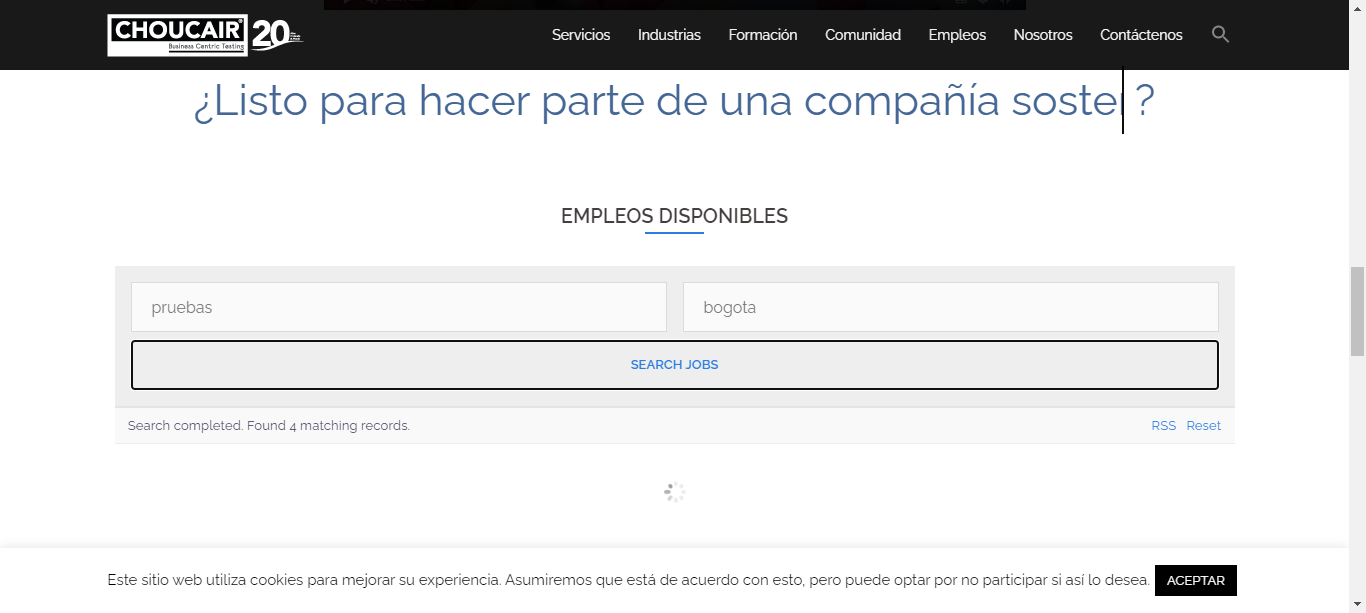 CHOUCAIR®
Business Centric Testing
20
Servicios Industrias Formación Comunidad Empleos Nosotros Contáctenos
¿Listo para hacer parte de una compañía soste ?
EMPLEOS DISPONIBLES
pruebas
bogota
SEARCH JOBS
Search completed. Found 4 matching records.
RSS Reset
Este sitio web utiliza cookies para mejorar su experiencia. Asumiremos que está de acuerdo con esto, pero puede optar por no participar si así lo desea.
ACEPTAR